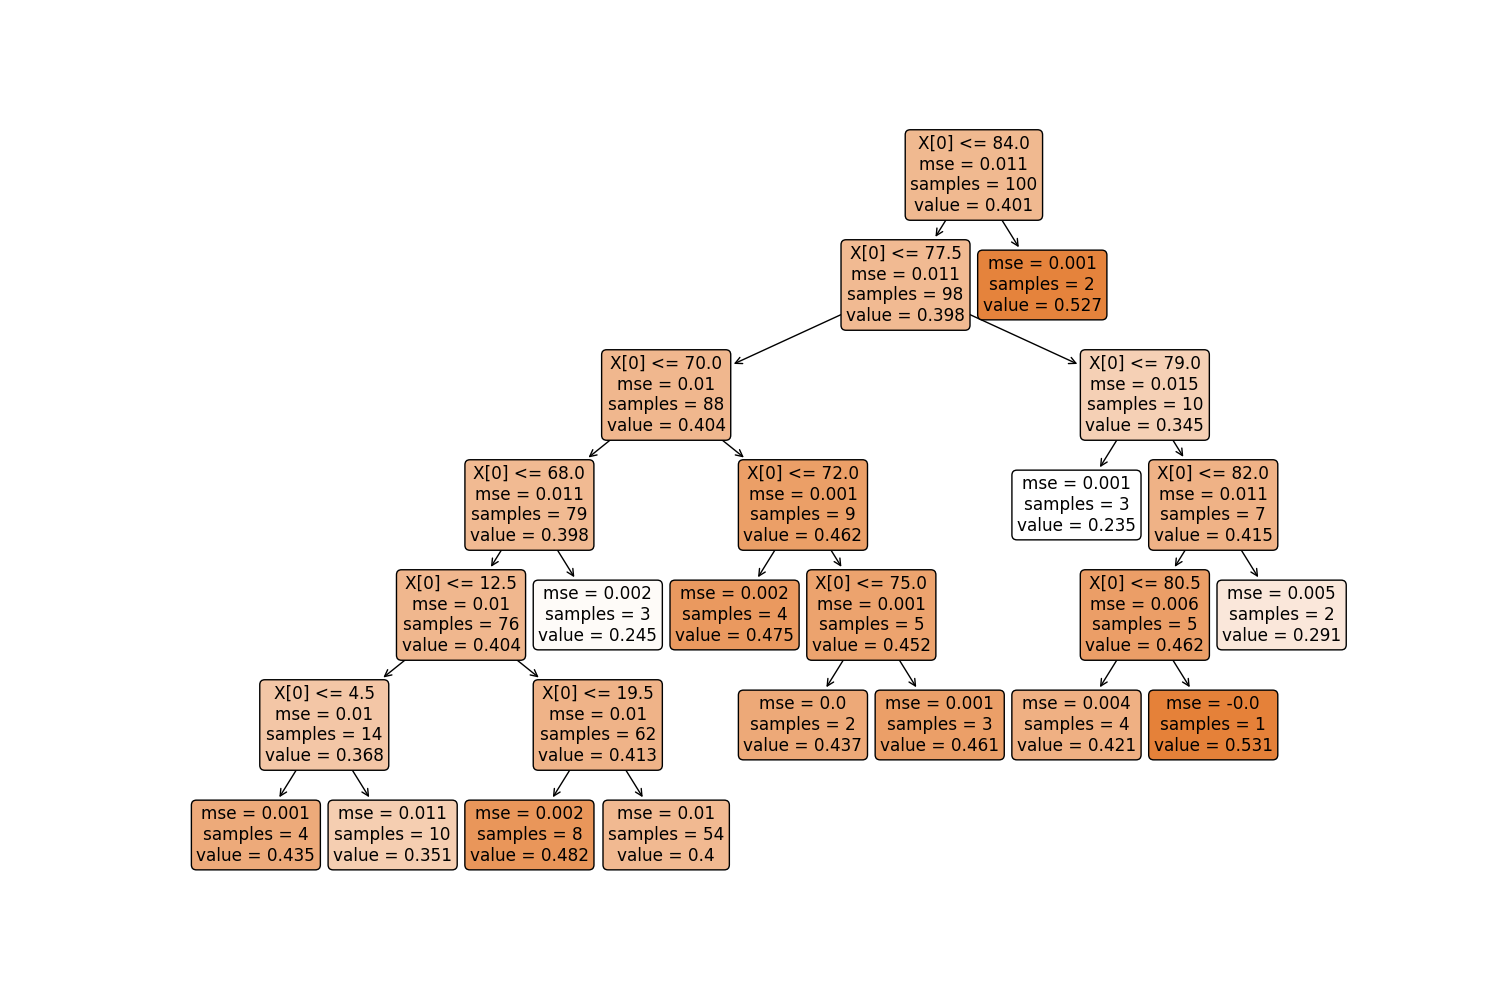 X[0] <= 84.0
mse = 0.011
samples = 100
value = 0.401
X[0] <= 77.5
mse = 0.011
samples = 98
value = 0.398
mse = 0.001
samples = 2
value = 0.527
X[0] <= 70.0
mse = 0.01
samples = 88
value = 0.404
X[0] <= 79.0
mse = 0.015
samples = 10
value = 0.345
X[0] <= 68.0
mse = 0.011
samples = 79
value = 0.398
X[0] <= 72.0
mse = 0.001
samples = 9
value = 0.462
mse = 0.001
samples = 3
value = 0.235
X[0] <= 82.0
mse = 0.011
samples = 7
value = 0.415
X[0] <= 12.5
mse = 0.01
samples = 76
value = 0.404
mse = 0.002
samples = 3
value = 0.245
mse = 0.002
samples = 4
value = 0.475
X[0] <= 75.0
mse = 0.001
samples = 5
value = 0.452
X[0] <= 80.5
mse = 0.006
samples = 5
value = 0.462
mse = 0.005
samples = 2
value = 0.291
X[0] <= 4.5
mse = 0.01
samples = 14
value = 0.368
X[0] <= 19.5
mse = 0.01
samples = 62
value = 0.413
mse = 0.0
samples = 2
value = 0.437
mse = 0.001
samples = 3
value = 0.461
mse = 0.004
samples = 4
value = 0.421
mse = -0.0
samples = 1
value = 0.531
mse = 0.001
samples = 4
value = 0.435
mse = 0.011
samples = 10
value = 0.351
mse = 0.002
samples = 8
value = 0.482
mse = 0.01
samples = 54
value = 0.4